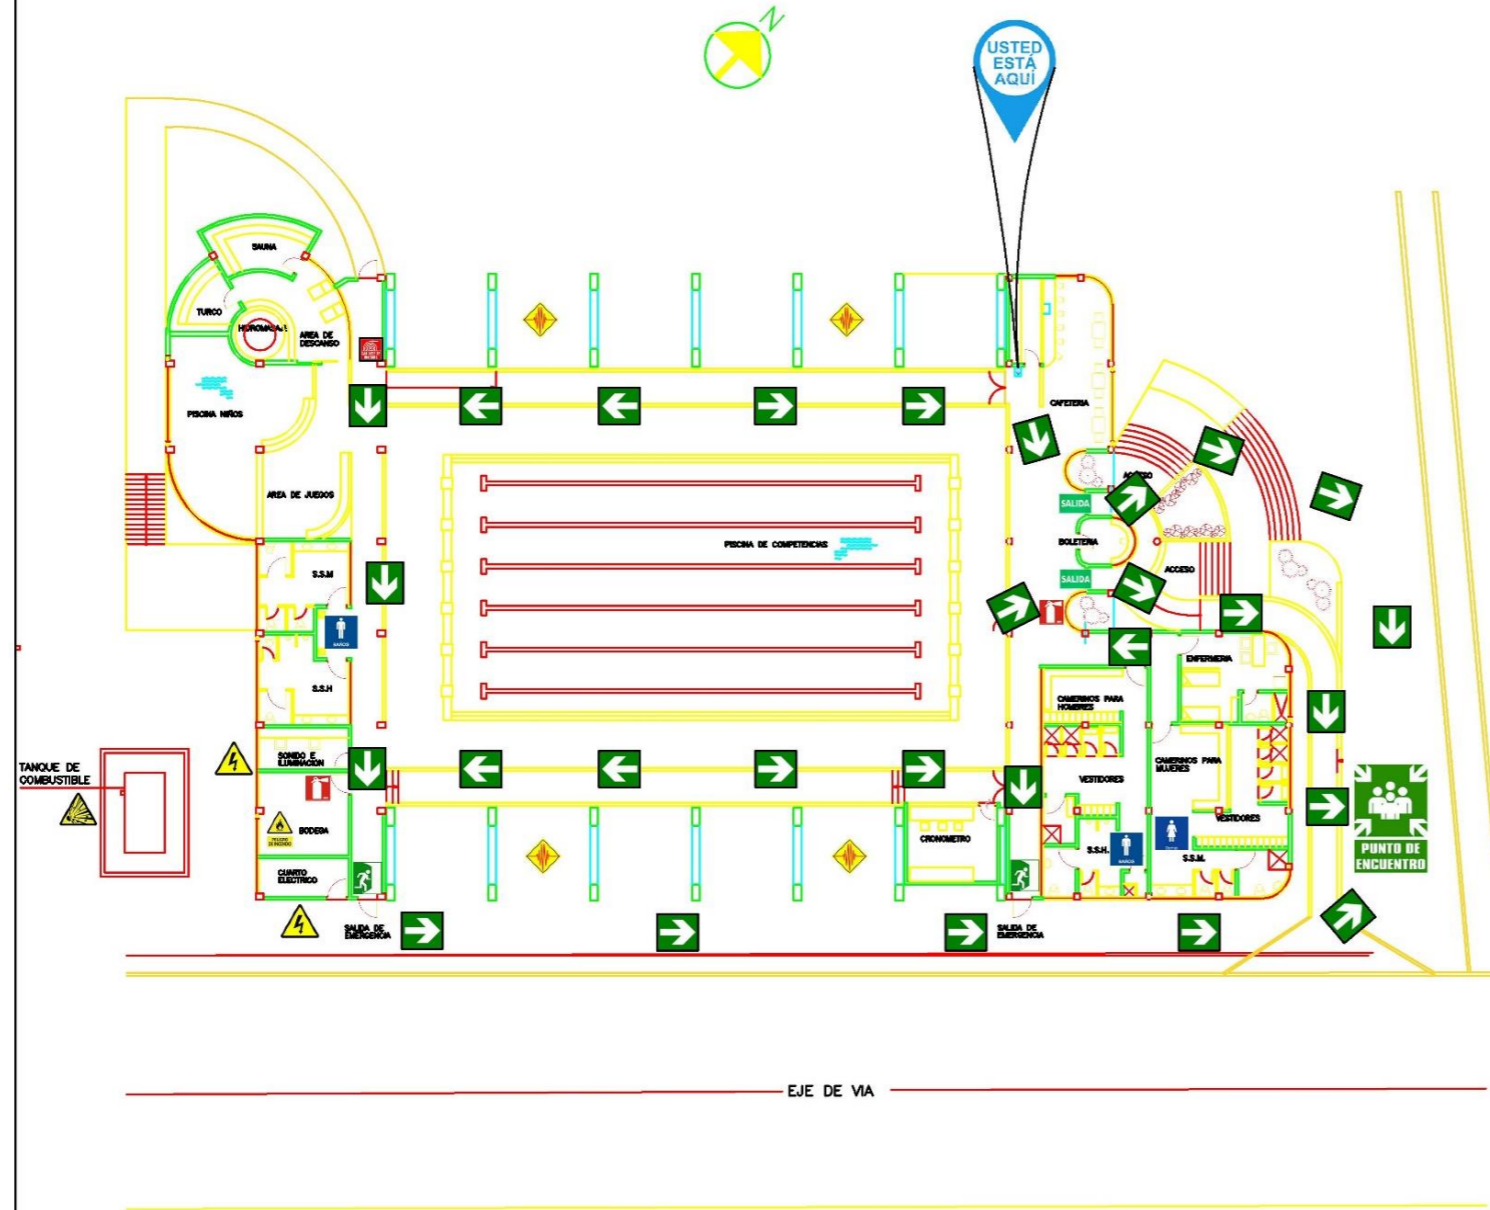 N
USTED
ESTÁ
AQUÍ
SAUNA
TURCO
HIDROMASAJE
AREA DE
DESCANSO
PISCINA NIÑOS
CAFETERIA
AREA DE JUEGOS
ACCESO
SALIDA
BOLETERIA
PISCINA DE COMPETENCIAS
ACCESO
SALIDA
S.S.M
BAÑOS
S.S.H
ENFERMERIA
CAMERINOS PARA
HOMBRES
SONIDO E
ILUMINACION
CAMERINOS PARA
MUJERES
TANQUE DE
COMBUSTIBLE
VESTIDORES
VESTIDORES
BODEGA
CRONOMETRO
PUNTO DE
ENCUENTRO
S.S.H.
BAÑOS
S.S.M.
CUARTO
ELECTRICO
SALIDA DE
EMERGENCIA
SALIDA DE
EMERGENCIA
EJE DE VIA